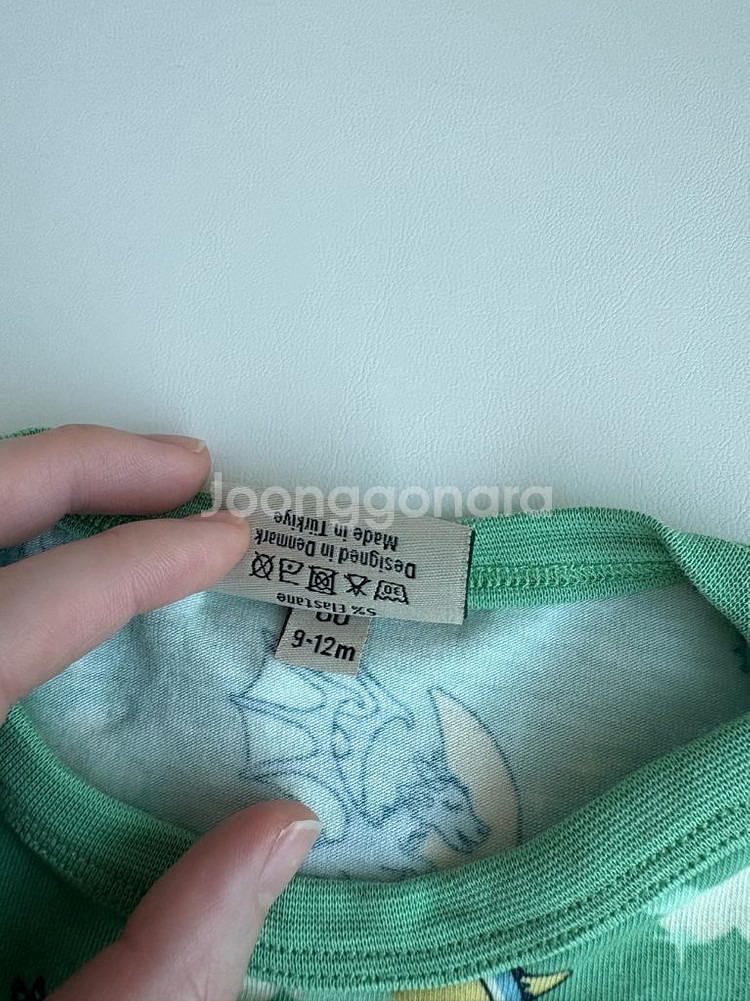 Joonggonara
5% Elastane
Designed in Denmark
Made in Türkiye
30
9-12m